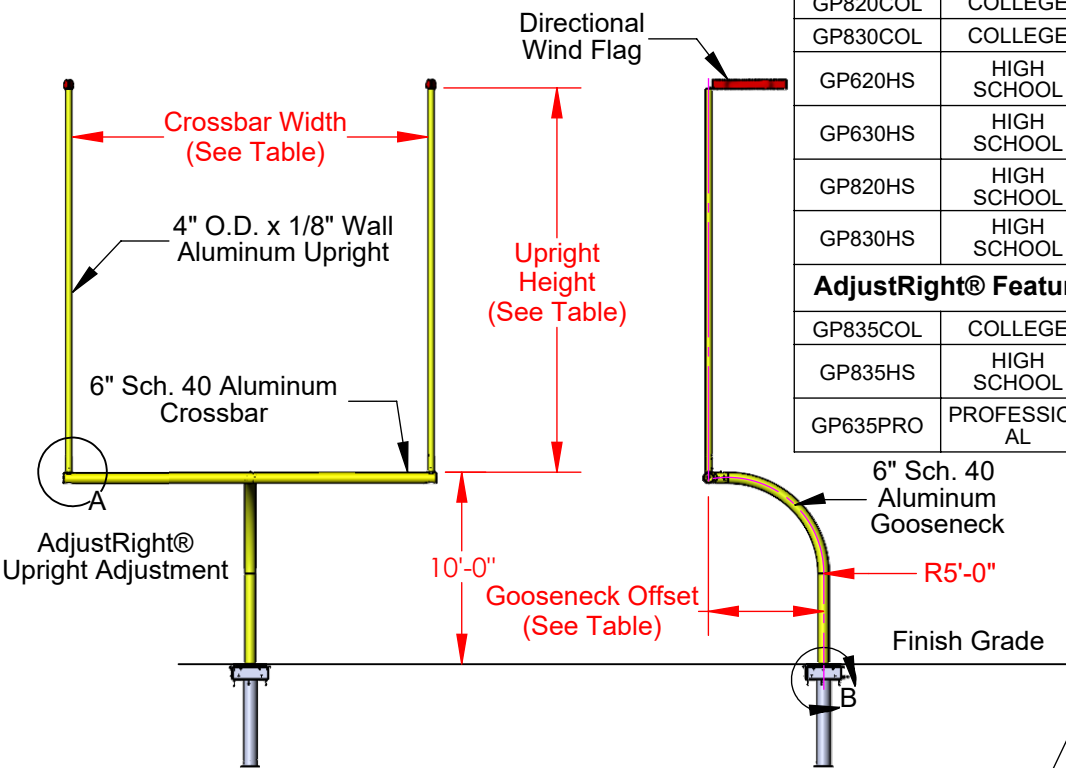 Directional
Wind Flag
Crossbar Width
(See Table)
4" O.D. x 1/8" Wall
Aluminum Upright
Upright
Height
(See Table)
6" Sch. 40 Aluminum
Crossbar
A
AdjustRight®
Upright Adjustment
10'-0"
Gooseneck Offset
(See Table)
6" Sch. 40
Aluminum
Gooseneck
R5'-0"
Finish Grade
B
GP820COL COLLEGE
GP830COL COLLEGE
GP620HS HIGH
SCHOOL
GP630HS HIGH
SCHOOL
GP820HS HIGH
SCHOOL
GP830HS HIGH
SCHOOL
AdjustRight® Featu
GP835COL COLLEGE
GP835HS HIGH
SCHOOL
GP635PRO PROFESSIO
AL